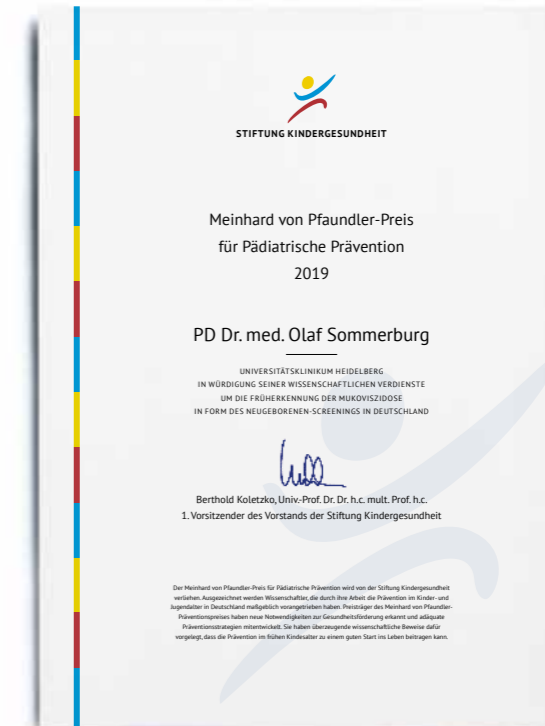 STIFTUNG KINDERGESUNDHEIT
Meinhard von Pfaundler-Preis
für Pädiatrische Prävention
2019
PD Dr. med. Olaf Sommerburg
UNIVERSITÄTSKLINIKUM HEIDELBERG
IN WÜRDIGUNG SEINER WISSENSCHAFTLICHEN VERDIENSTE
UM DIE FRÜHERKENNUNG DER MUKOVISZIDOSE
IN FORM DES NEUGEBORENEN-SCREENINGS IN DEUTSCHLAND
Berthold Koletzko, Univ.-Prof. Dr. Dr. h.c. mult. Prof. h.c.
1. Vorsitzender des Vorstands der Stiftung Kindergesundheit
Der Meinhard von Pfaundler-Preis für Pädiatrische Prävention wird von der Stiftung Kindergesundheit
verliehen. Ausgezeichnet werden Wissenschaftler, die durch ihre Arbeit die Prävention im Kinder- und
Jugendalter in Deutschland maßgeblich vorangetrieben haben. Preisträger des Meinhard von Pfaundler-
Präventionspreises haben neue Notwendigkeiten zur Gesundheitsförderung erkannt und adäquate
Präventionsstrategien mitentwickelt. Sie haben überzeugende wissenschaftliche Beweise dafür
vorgelegt, dass die Prävention im frühen Kindesalter zu einem guten Start ins Leben beitragen kann.